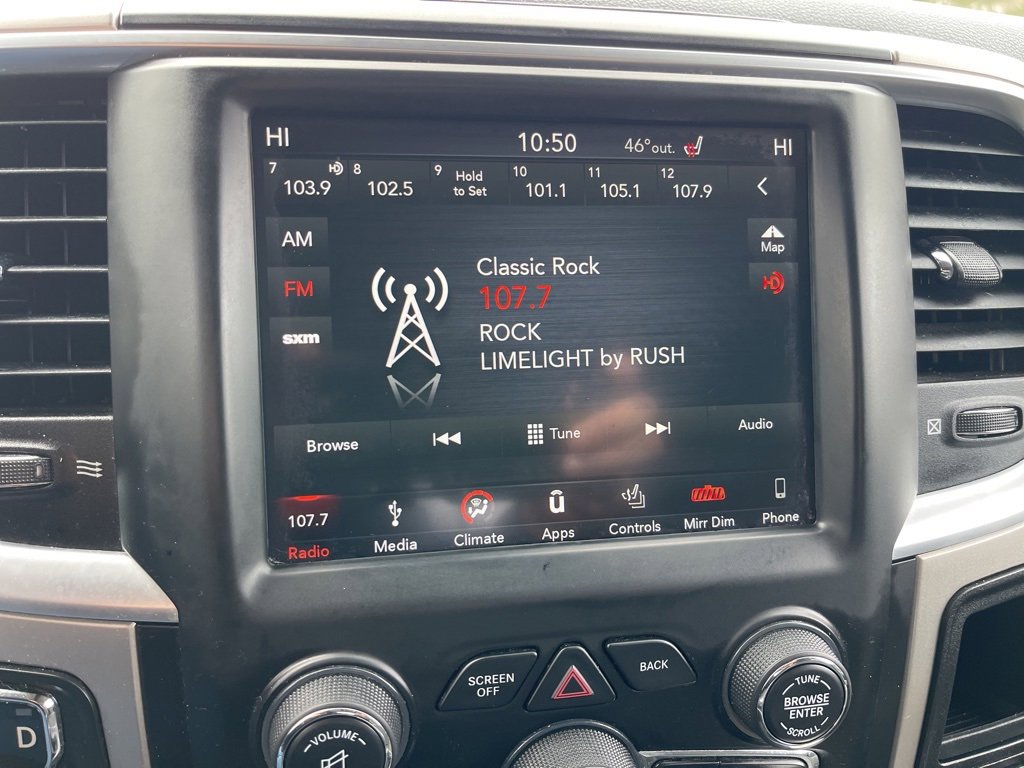 HI 10:50 46°out. HI
7 HD 8 9 Hold 10 11 12
103.9 102.5 to Set 101.1 105.1 107.9
AM
Map
Classic Rock
FM 107.7 HD
ROCK
sxm LIMELIGHT by RUSH
Browse Tune Audio
107.7 Radio
Media
Climate
u Apps
Controls
Mirr Dim
Phone
SCREEN
OFF
BACK
TUNE
BROWSE
ENTER
SCROLL
VOLUME
D